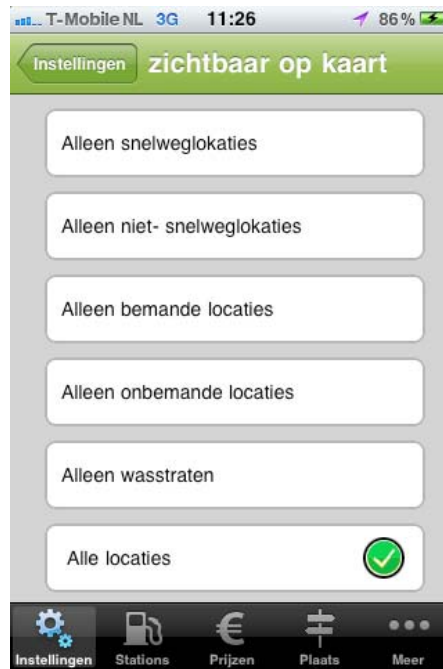 T-Mobile NL 3G 11:26 86%
Instellingen zichtbaar op kaart
Alleen snelweglokaties
Alleen niet- snelweglokaties
Alleen bemande locaties
Alleen onbemande locaties
Alleen wasstraten
Alle locaties
Instellingen Stations Prijzen Plaats Meer